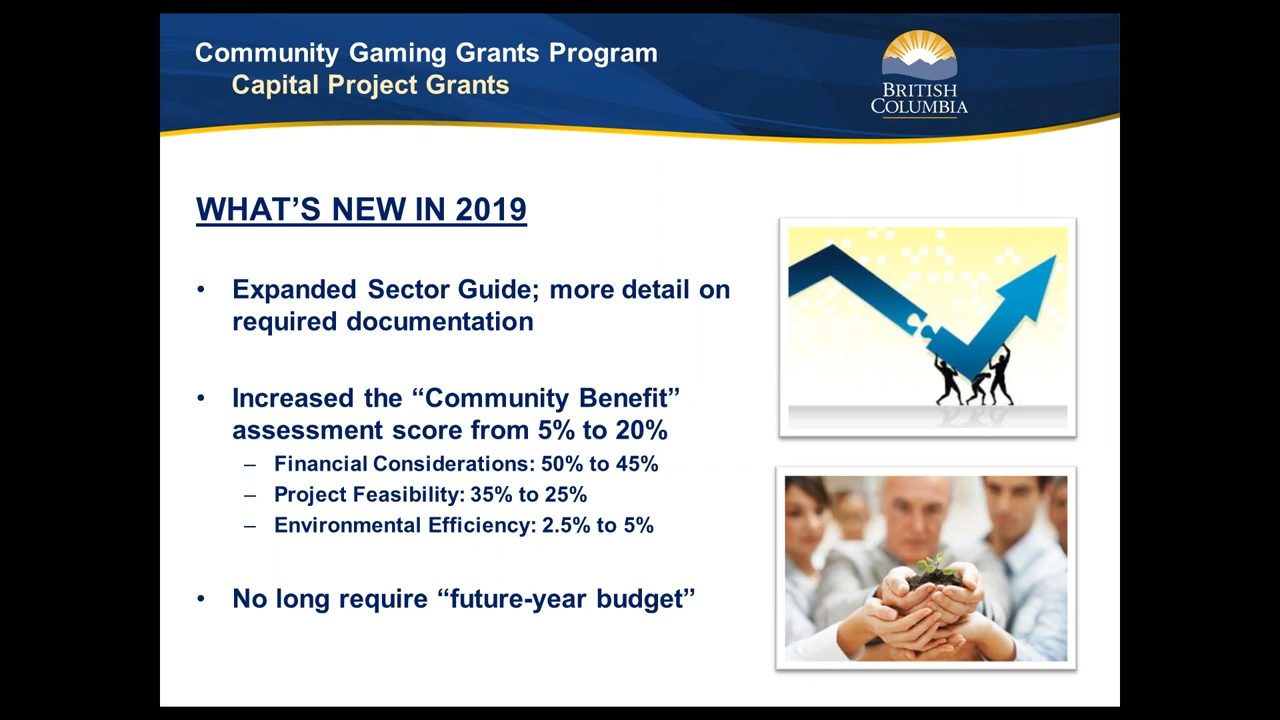 Community Gaming Grants Program
Capital Project Grants
BRITISH
COLUMBIA
WHAT’S NEW IN 2019
• Expanded Sector Guide; more detail on
required documentation
• Increased the “Community Benefit”
assessment score from 5% to 20%
– Financial Considerations: 50% to 45%
– Project Feasibility: 35% to 25%
– Environmental Efficiency: 2.5% to 5%
• No long require “future-year budget”